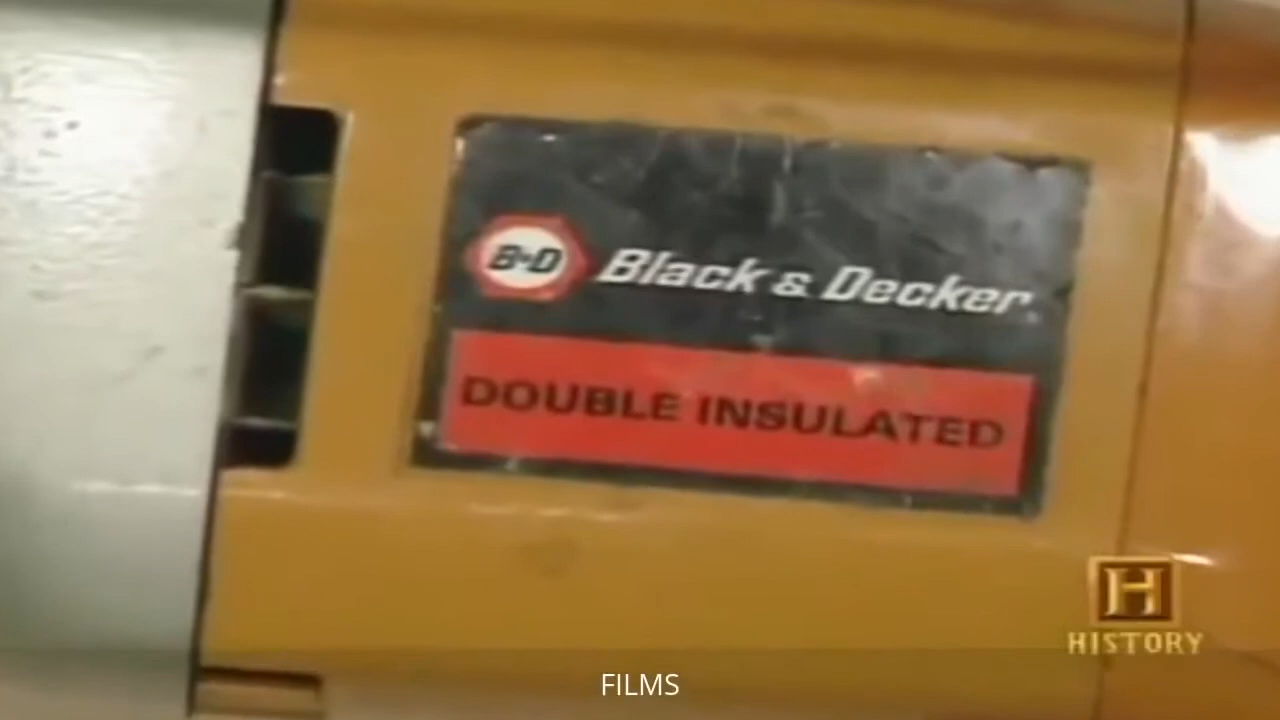 B+D
Black & Decker
DOUBLE INSULATED
H
HISTORY
FILMS